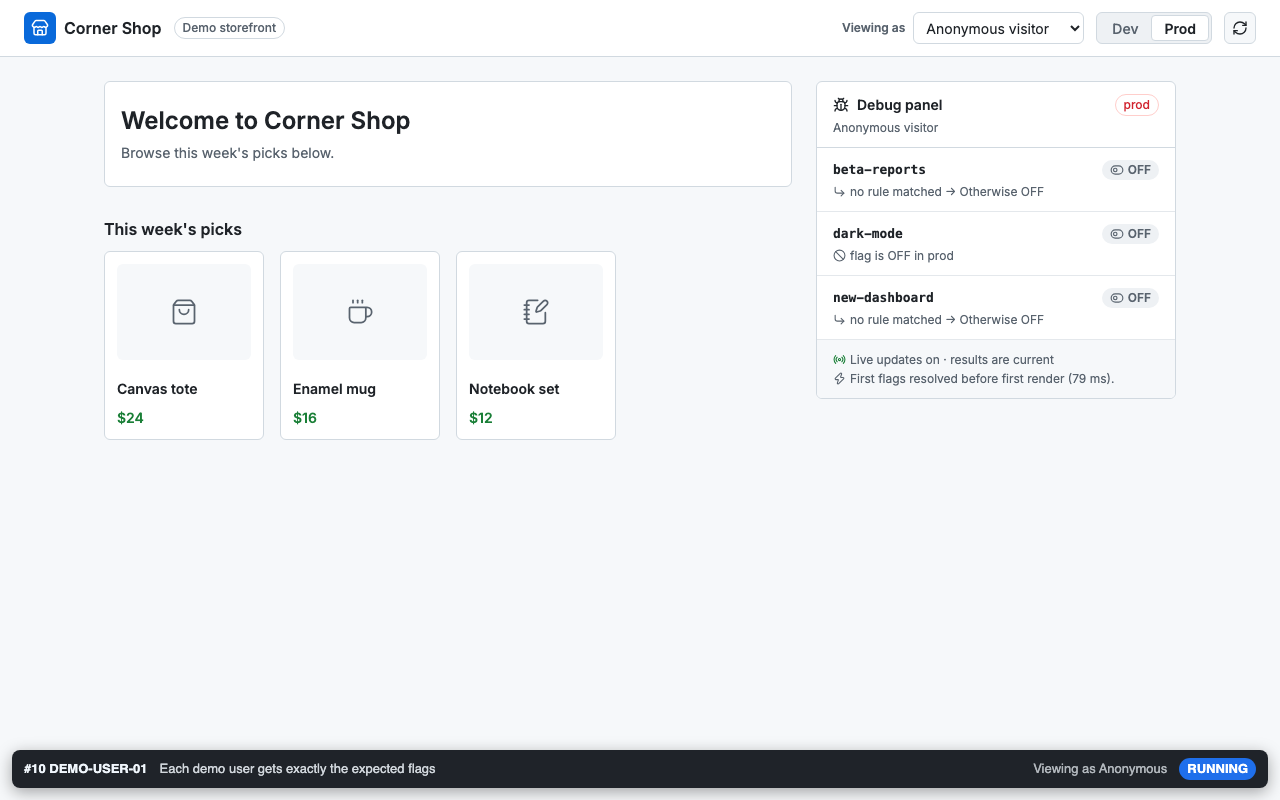 Corner Shop
Demo storefront
Viewing as
Anonymous visitor
Dev
Prod
Welcome to Corner Shop
Browse this week's picks below.
This week's picks
Canvas tote
$24
Enamel mug
$16
Notebook set
$12
Debug panel
prod
Anonymous visitor
beta-reports
OFF
no rule matched → Otherwise OFF
dark-mode
OFF
flag is OFF in prod
new-dashboard
OFF
no rule matched → Otherwise OFF
Live updates on · results are current
First flags resolved before first render (79 ms).
#10 DEMO-USER-01 Each demo user gets exactly the expected flags
Viewing as Anonymous
RUNNING